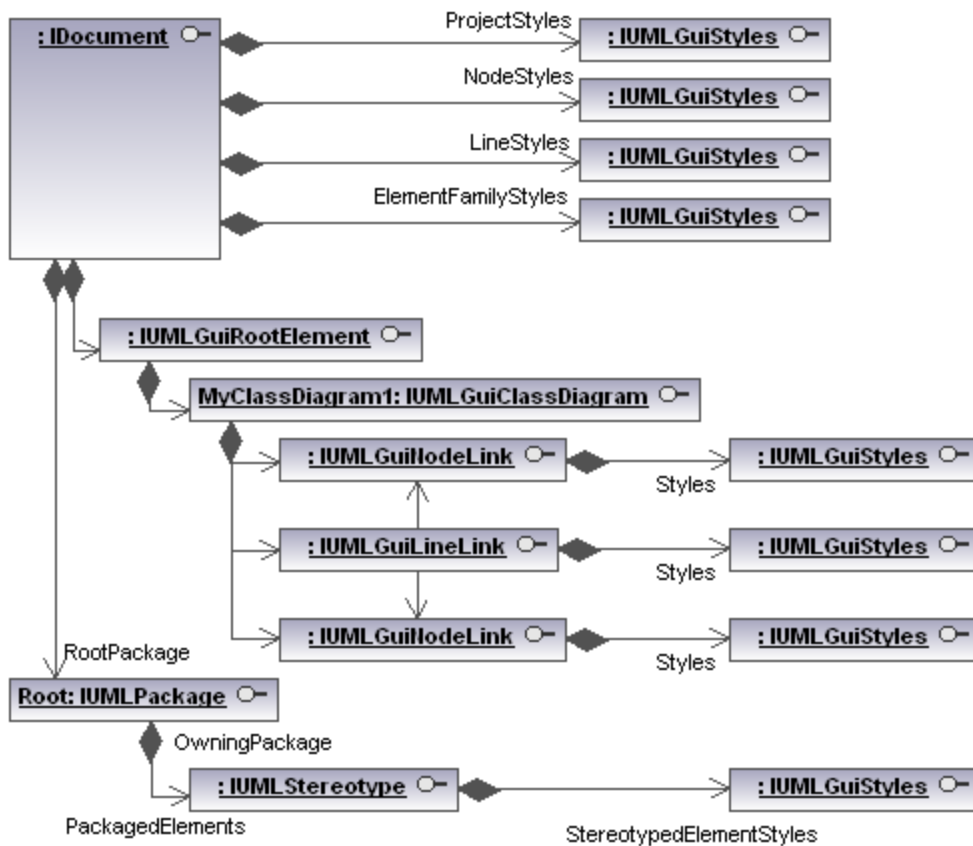 : IDocument
ProjectStyles
: IUMLGuiStyles
NodeStyles
: IUMLGuiStyles
LineStyles
: IUMLGuiStyles
ElementFamilyStyles
: IUMLGuiStyles
: IUMLGuiRootElement
MyClassDiagram1: IUMLGuiClassDiagram
: IUMLGuiNodeLink
Styles
: IUMLGuiStyles
: IUMLGuiLineLink
Styles
: IUMLGuiStyles
: IUMLGuiNodeLink
Styles
: IUMLGuiStyles
RootPackage
Root: IUMLPackage
OwningPackage
: IUMLStereotype
PackagedElements
: IUMLGuiStyles
StereotypedElementStyles